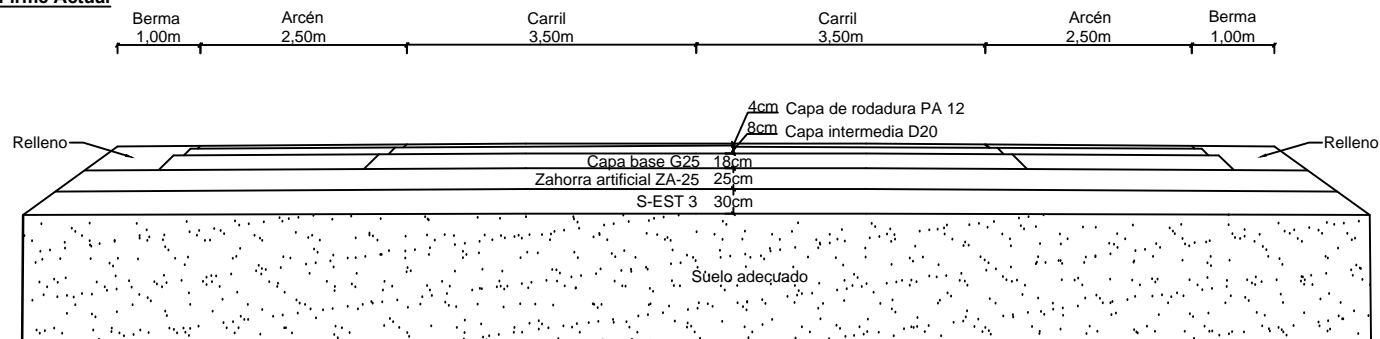 Firme Actual
Berma Arcén Carril Carril Arcén Berma
1,00m 2,50m 3,50m 3,50m 2,50m 1,00m
4cm Capa de rodadura PA 12
8cm Capa intermedia D20
Relleno Relleno
Capa base G25 18cm
Zahorra artificial ZA-25 25cm
S-EST 3 30cm
Suelo adecuado